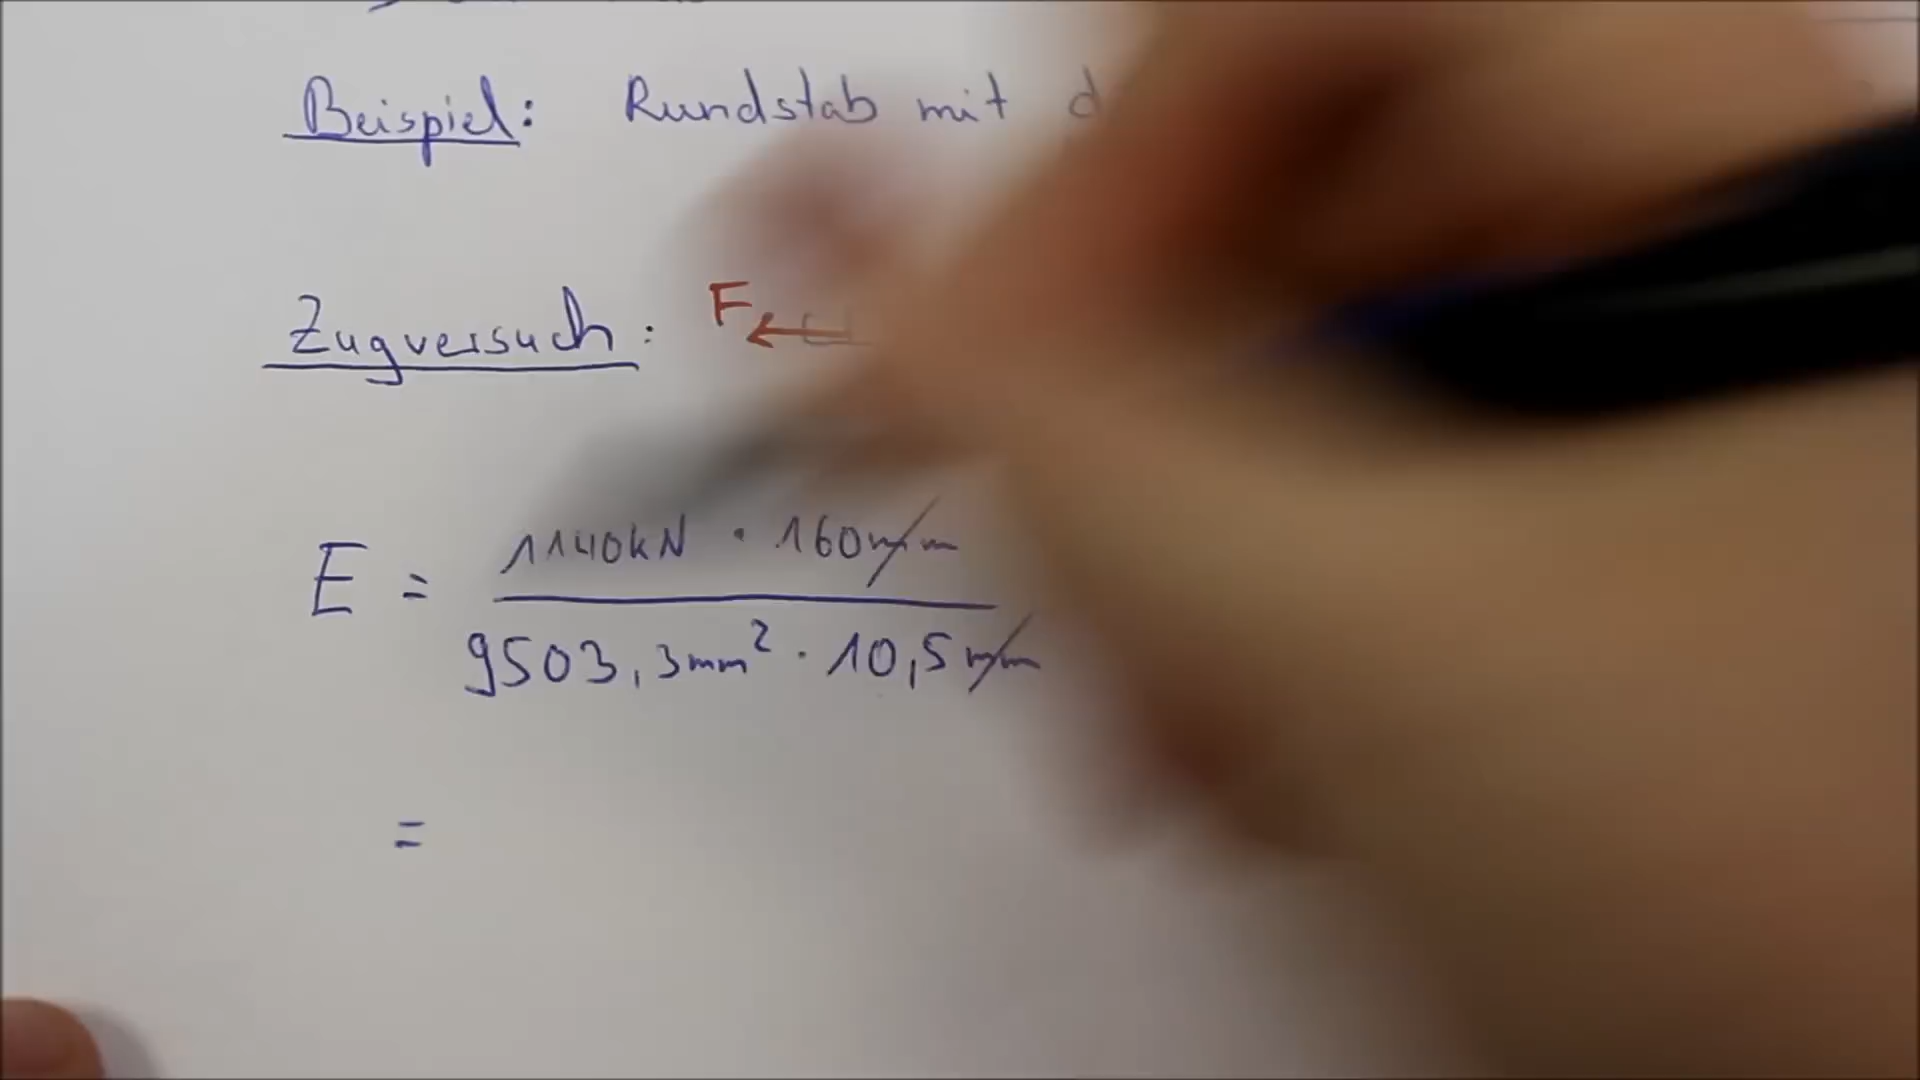 Beispiel: Rundstab mit d
Zugversuch: F
E = 1140kN · 160mm
9503,3mm² · 10,5mm
=